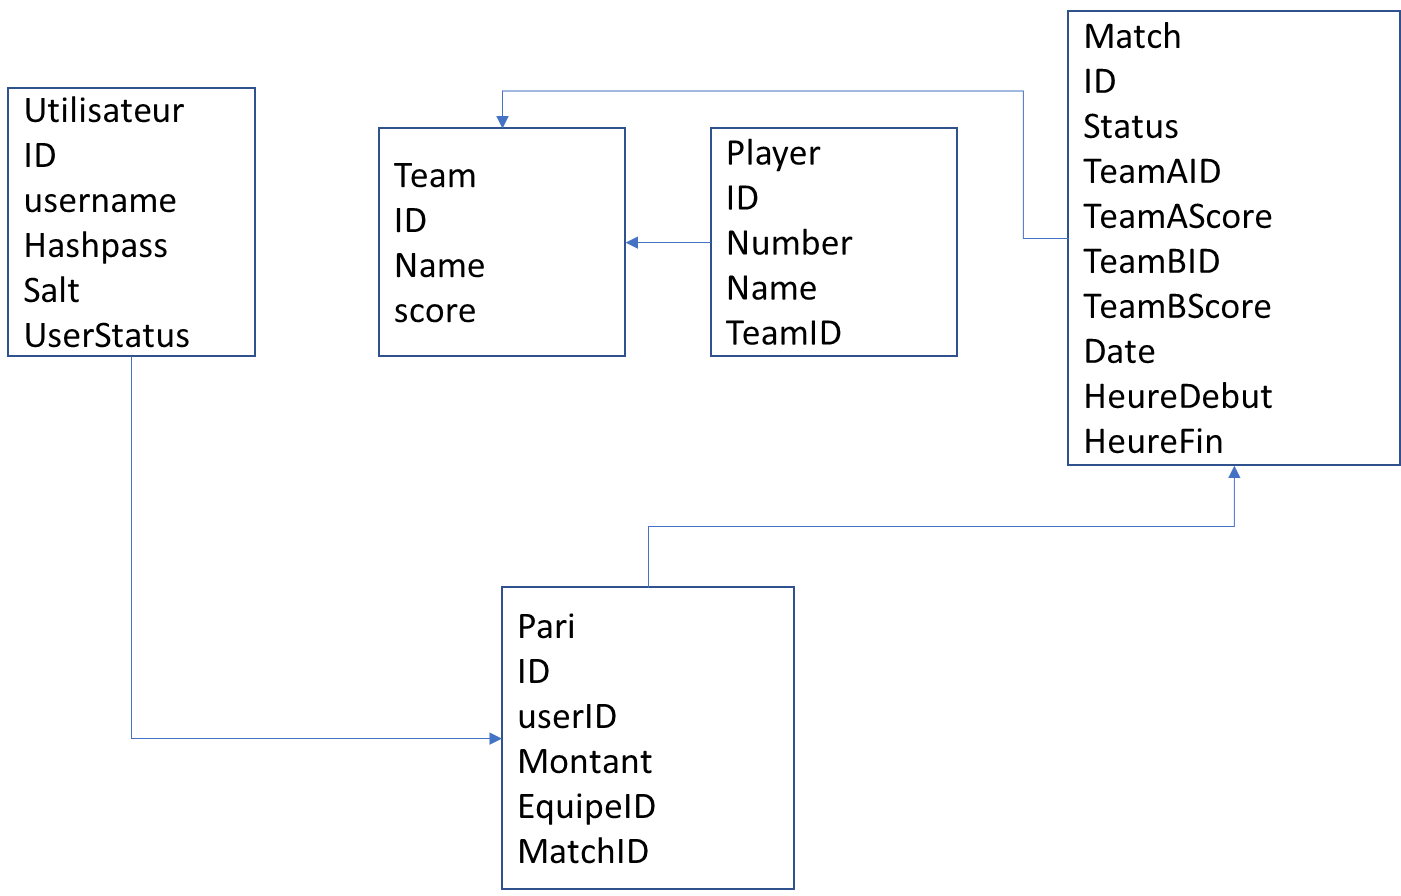 Utilisateur
ID
username
Hashpass
Salt
UserStatus
Team
ID
Name
score
Player
ID
Number
Name
TeamID
Match
ID
Status
TeamAID
TeamAScore
TeamBID
TeamBScore
Date
HeureDebut
HeureFin
Pari
ID
userID
Montant
EquipeID
MatchID